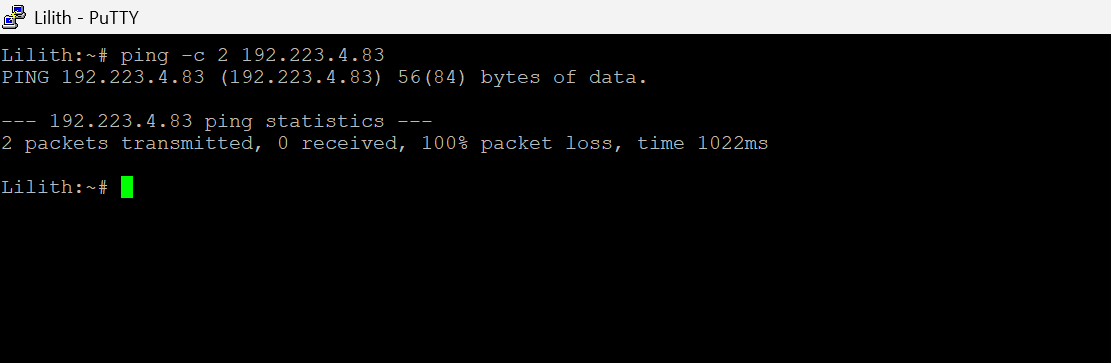 Lilith - PuTTY
Lilith:~# ping -c 2 192.223.4.83
PING 192.223.4.83 (192.223.4.83) 56(84) bytes of data.
--- 192.223.4.83 ping statistics ---
2 packets transmitted, 0 received, 100% packet loss, time 1022ms
Lilith:~#